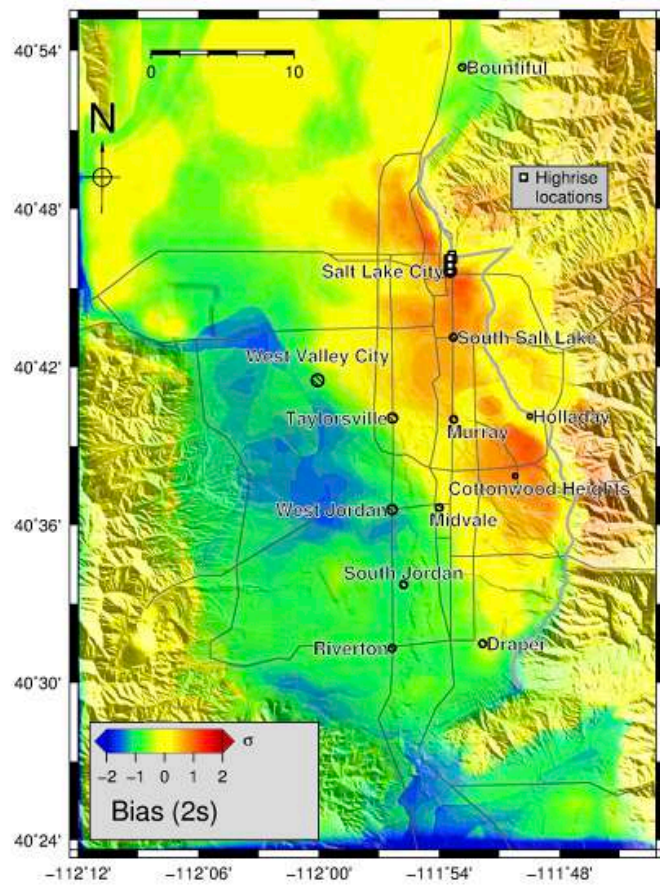 40°54'
40°48'
40°42'
40°36'
40°30'
40°24'
0 10
N
Bountiful
Highrise
locations
Salt Lake City
South Salt Lake
West Valley City
Taylorsville
Holladay
Murray
Cottonwood Heights
West Jordan
Midvale
South Jordan
Riverton
Draper
σ
−2 −1 0 1 2
Bias (2s)
−112°12' −112°06' −112°00' −111°54' −111°48'